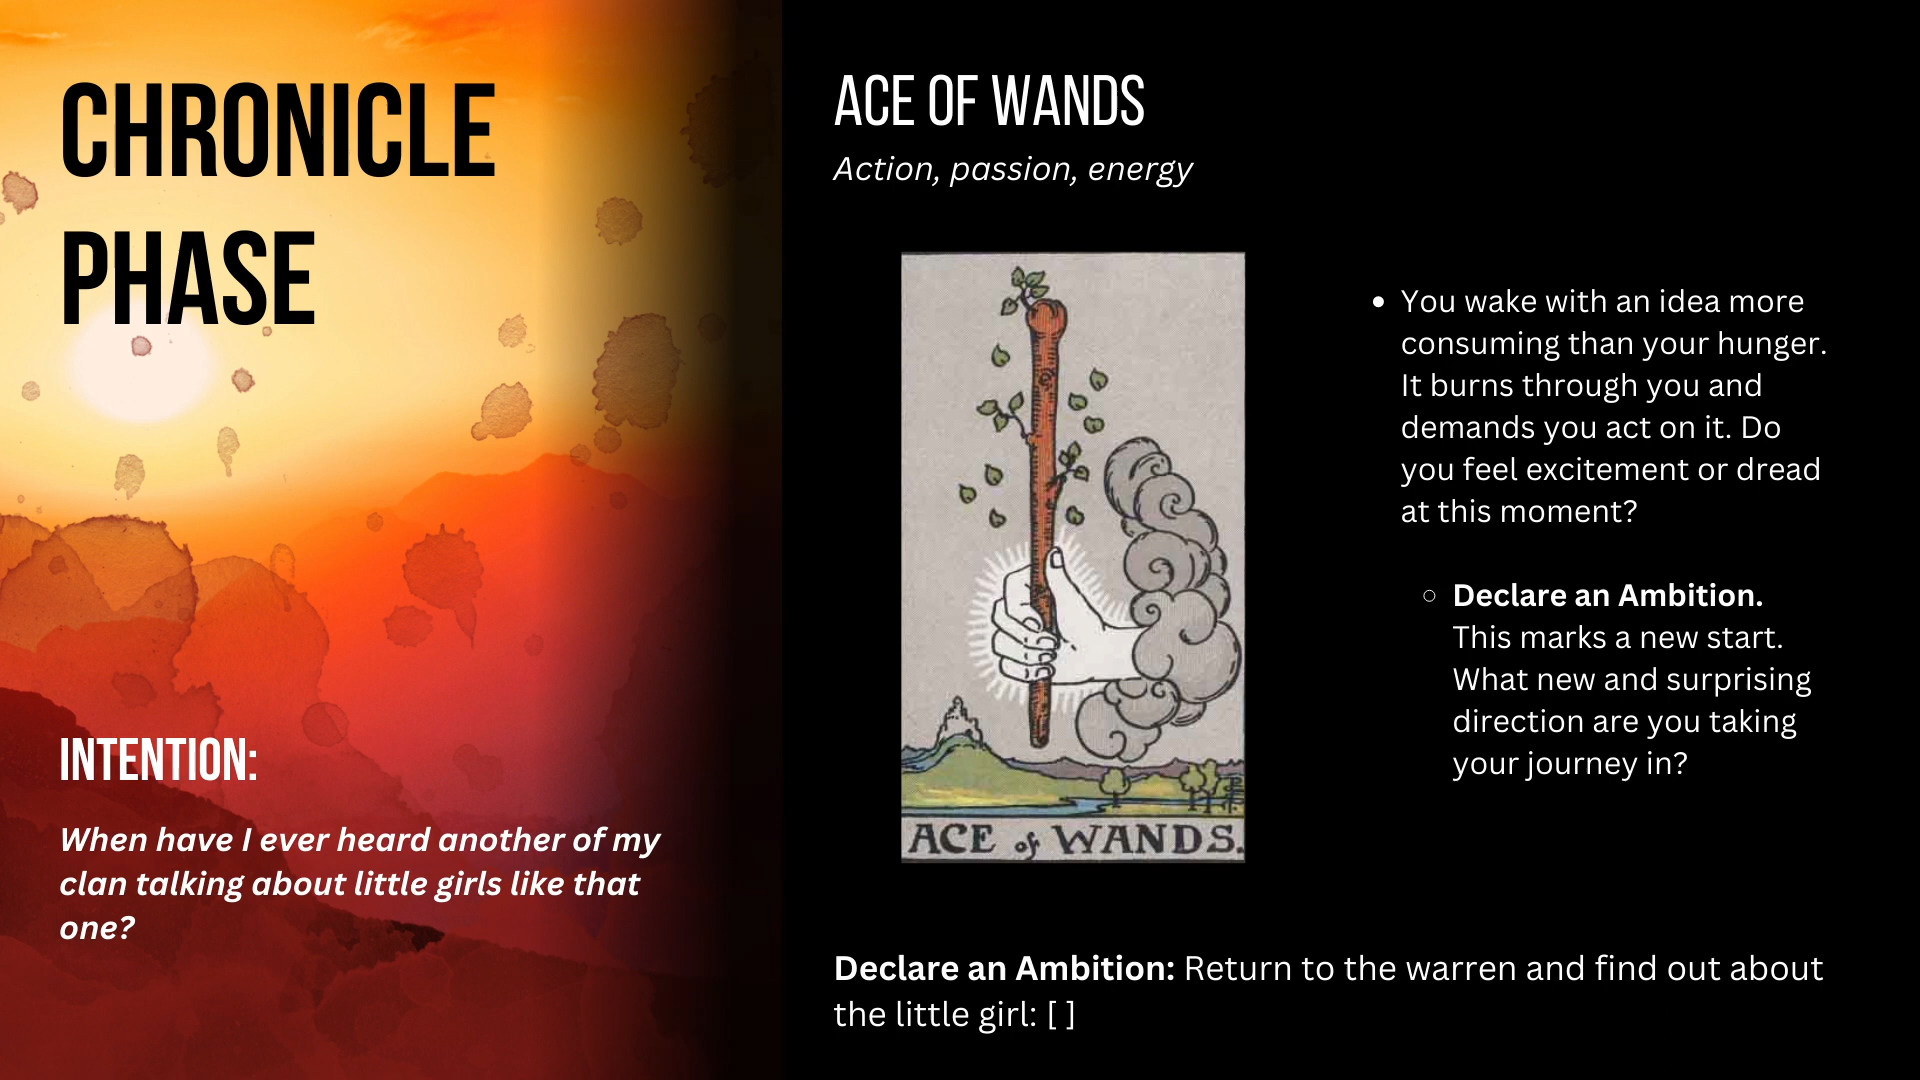 CHRONICLE
PHASE
INTENTION:
When have I ever heard another of my
clan talking about little girls like that
one?
ACE OF WANDS
Action, passion, energy
ACE of WANDS.
• You wake with an idea more
consuming than your hunger.
It burns through you and
demands you act on it. Do
you feel excitement or dread
at this moment?
○ Declare an Ambition.
This marks a new start.
What new and surprising
direction are you taking
your journey in?
Declare an Ambition: Return to the warren and find out about
the little girl: [ ]